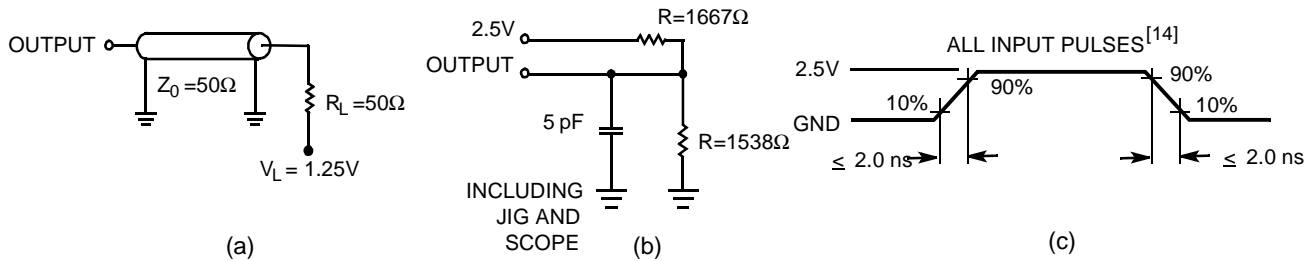 OUTPUT
Z0 =50Ω
RL =50Ω
VL = 1.25V
(a)
R=1667Ω
2.5V
OUTPUT
5 pF
R=1538Ω
INCLUDING
JIG AND
SCOPE
(b)
ALL INPUT PULSES[14]
2.5V
90%
90%
10%
10%
GND
≤ 2.0 ns
≤ 2.0 ns
(c)